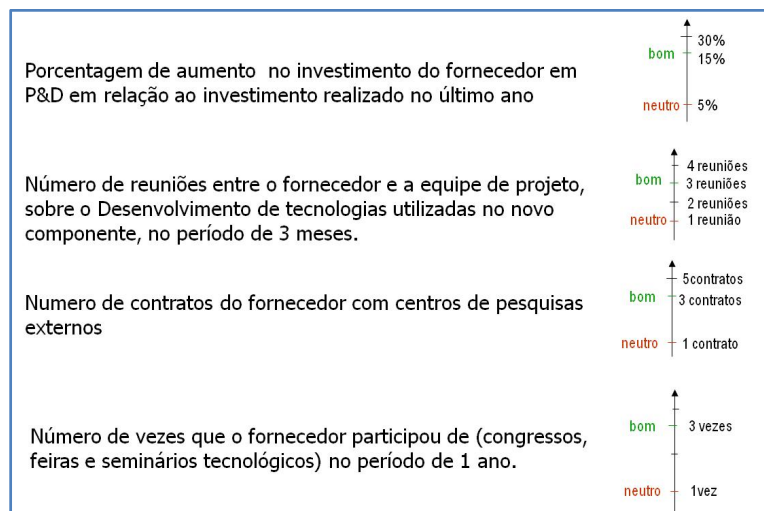 30%
bom 15%
Porcentagem de aumento no investimento do fornecedor em
P&D em relação ao investimento realizado no último ano
neutro 5%
4 reuniões
bom 3 reuniões
Número de reuniões entre o fornecedor e a equipe de projeto,
sobre o Desenvolvimento de tecnologias utilizadas no novo
componente, no período de 3 meses.
2 reuniões
neutro 1 reunião
5contratos
bom 3 contratos
Numero de contratos do fornecedor com centros de pesquisas
externos
neutro 1 contrato
bom 3 vezes
Número de vezes que o fornecedor participou de (congressos,
feiras e seminários tecnológicos) no período de 1 ano.
neutro 1vez